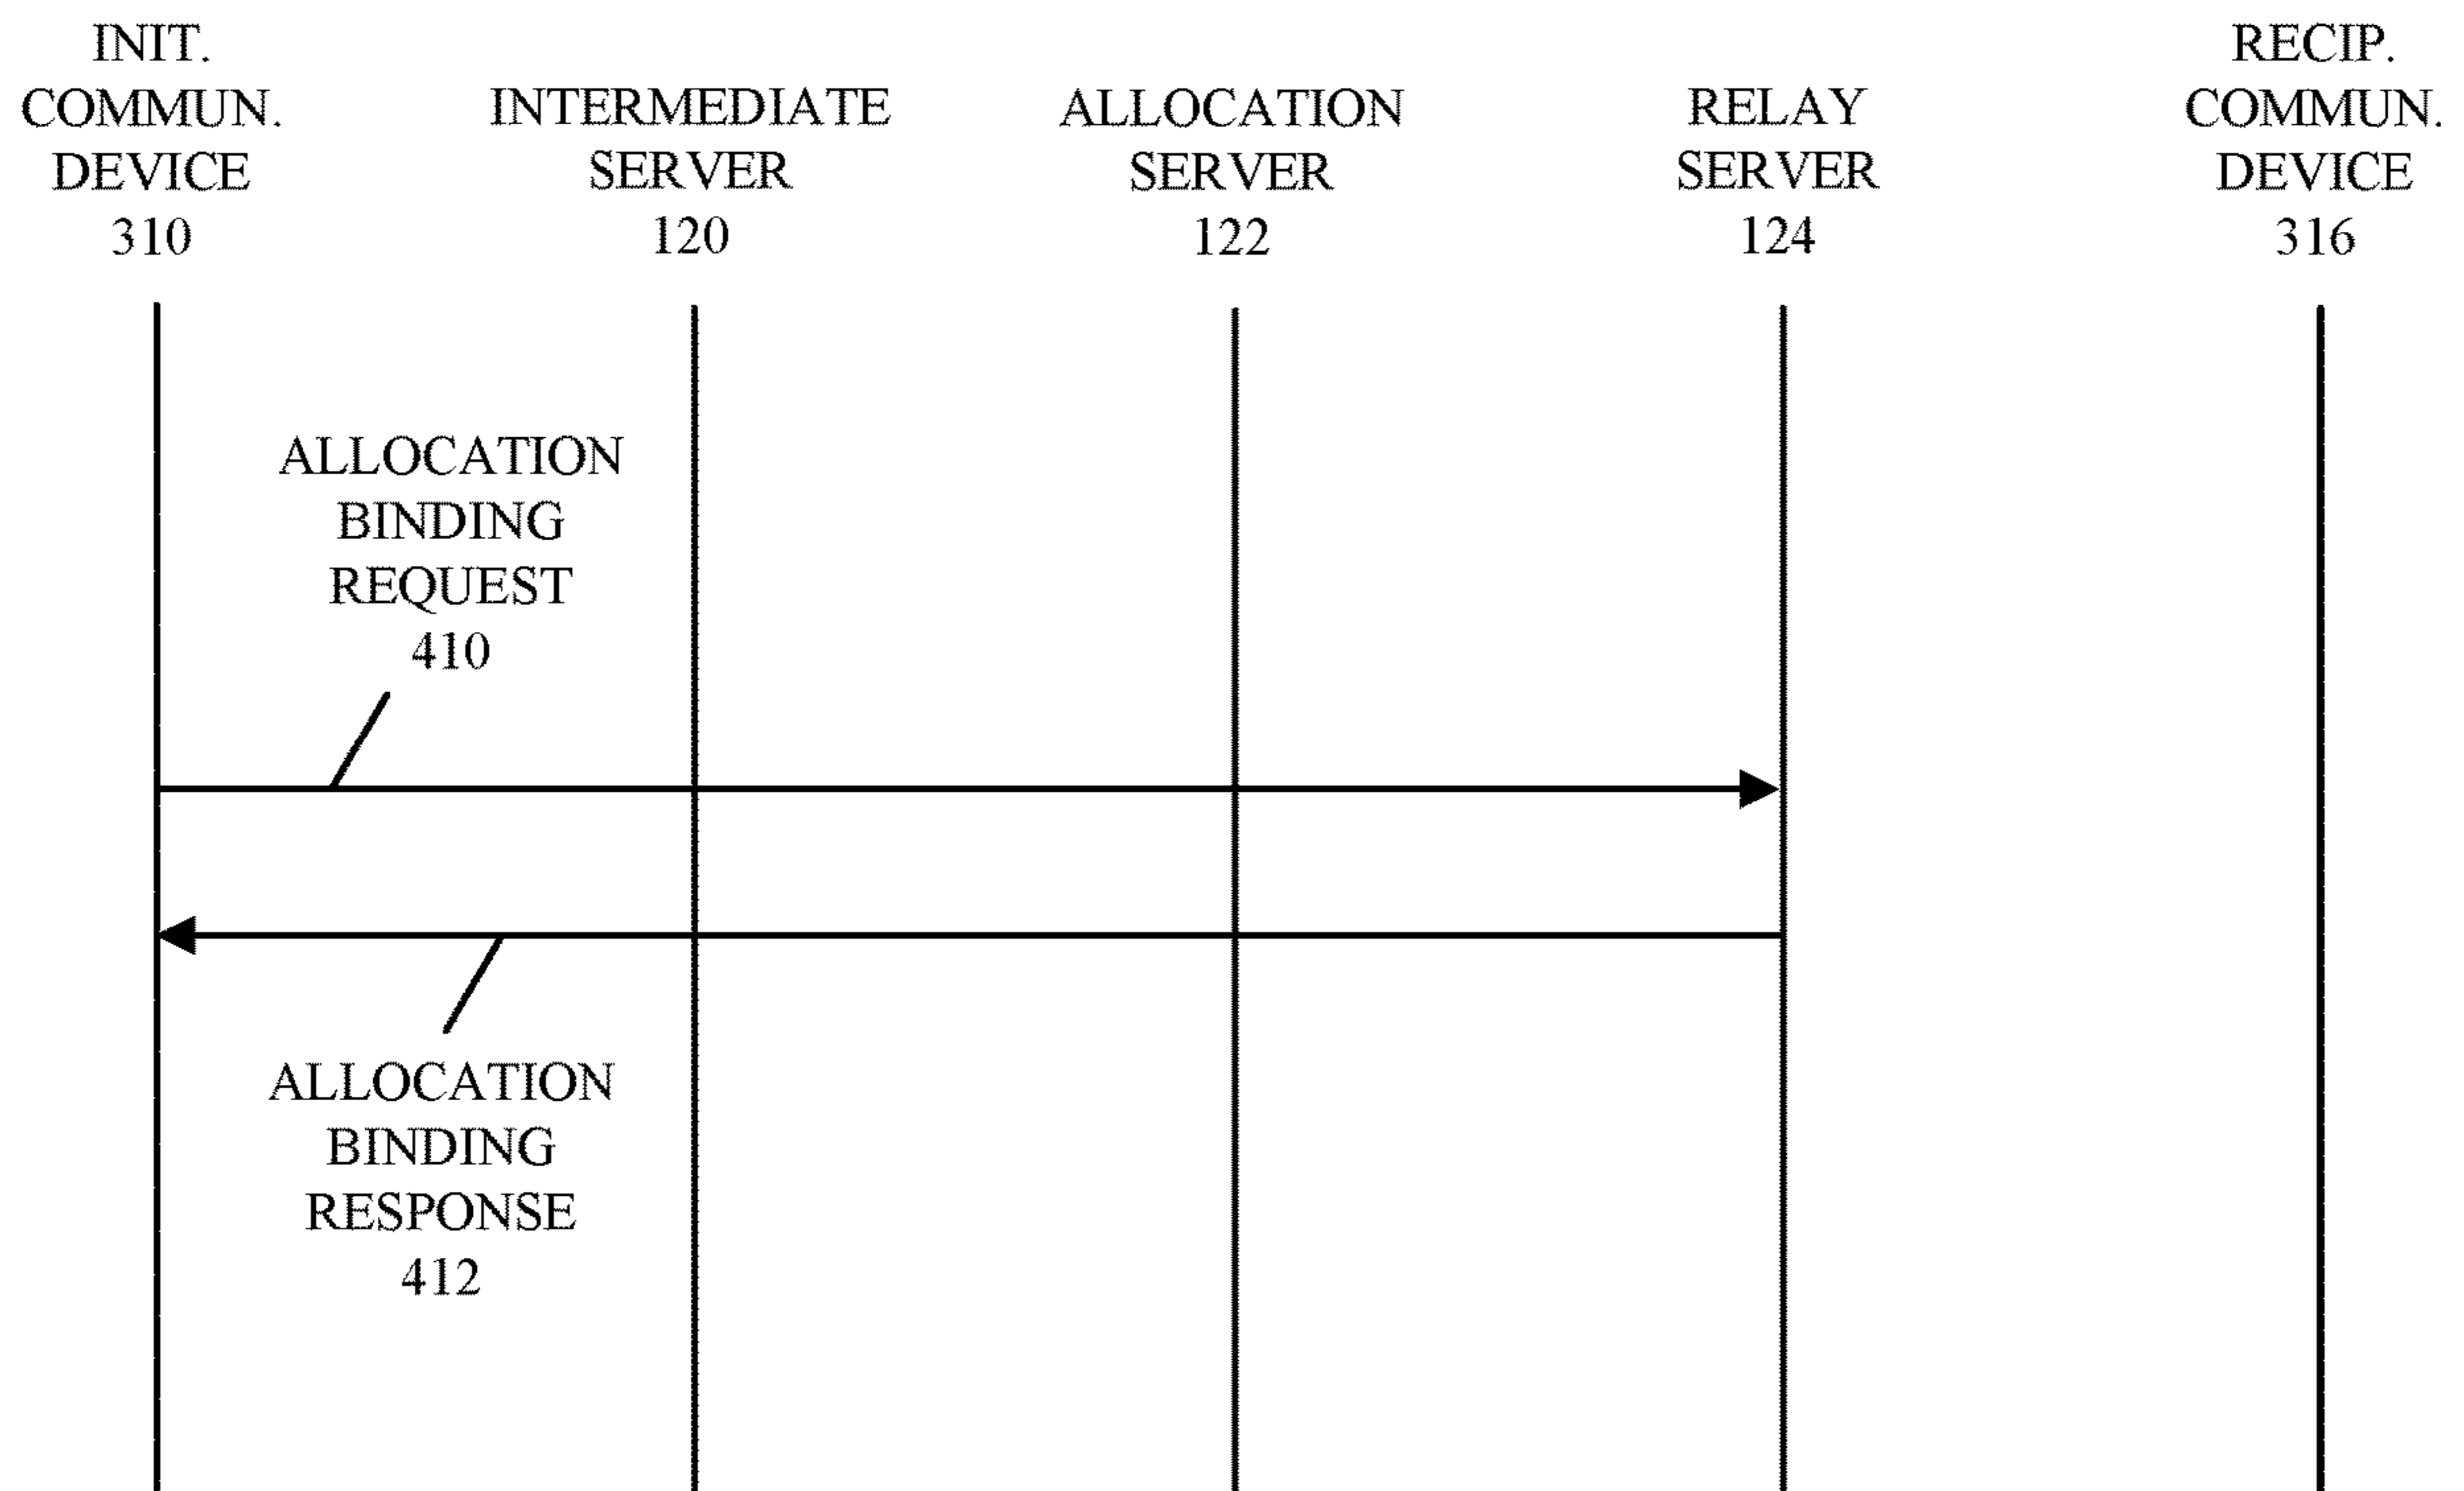 INIT.
COMMUN.
DEVICE
310
INTERMEDIATE
SERVER
120
ALLOCATION
SERVER
122
RELAY
SERVER
124
RECIP.
COMMUN.
DEVICE
316
ALLOCATION
BINDING
REQUEST
410
ALLOCATION
BINDING
RESPONSE
412